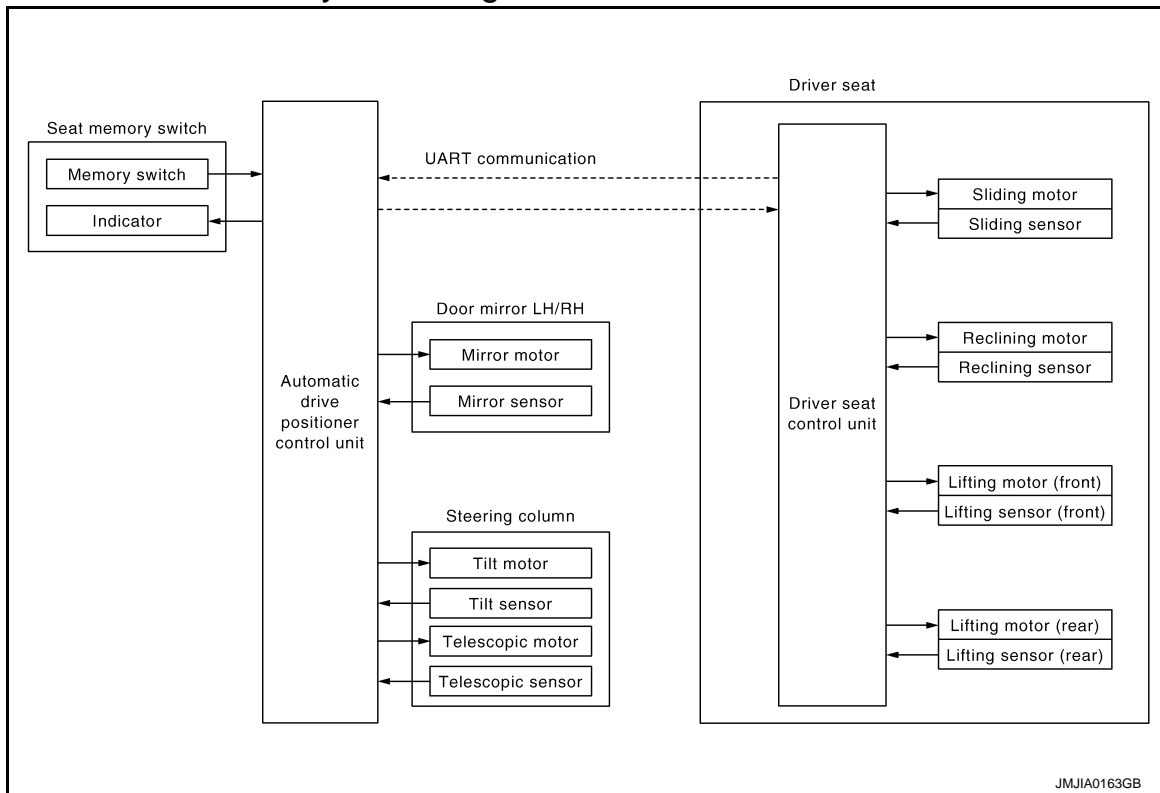 Driver seat
Seat memory switch
Memory switch
Indicator
UART communication
Sliding motor
Sliding sensor
Door mirror LH/RH
Mirror motor
Mirror sensor
Reclining motor
Reclining sensor
Automatic
drive
positioner
control unit
Driver seat
control unit
Lifting motor (front)
Lifting sensor (front)
Steering column
Tilt motor
Tilt sensor
Telescopic motor
Telescopic sensor
Lifting motor (rear)
Lifting sensor (rear)
JMJIA0163GB